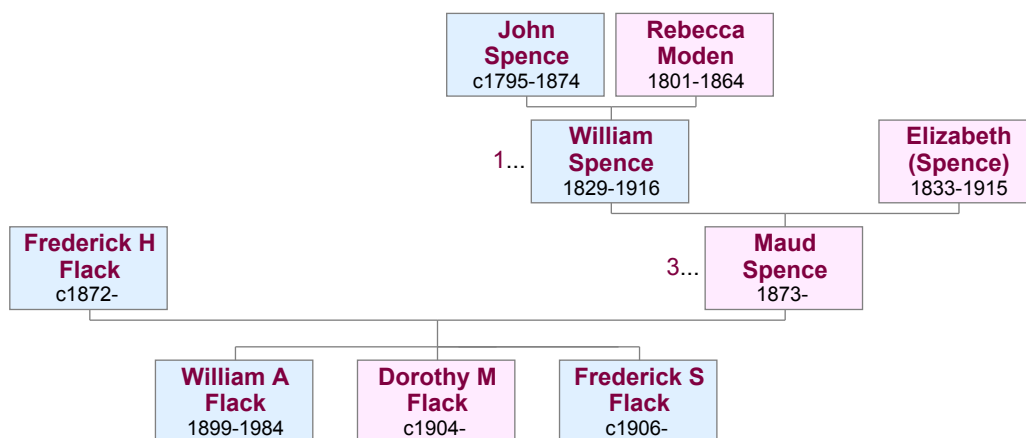 John
Spence
c1795-1874
Rebecca
Moden
1801-1864
1...
William
Spence
1829-1916
Elizabeth
(Spence)
1833-1915
Frederick H
Flack
c1872-
3...
Maud
Spence
1873-
William A
Flack
1899-1984
Dorothy M
Flack
c1904-
Frederick S
Flack
c1906-